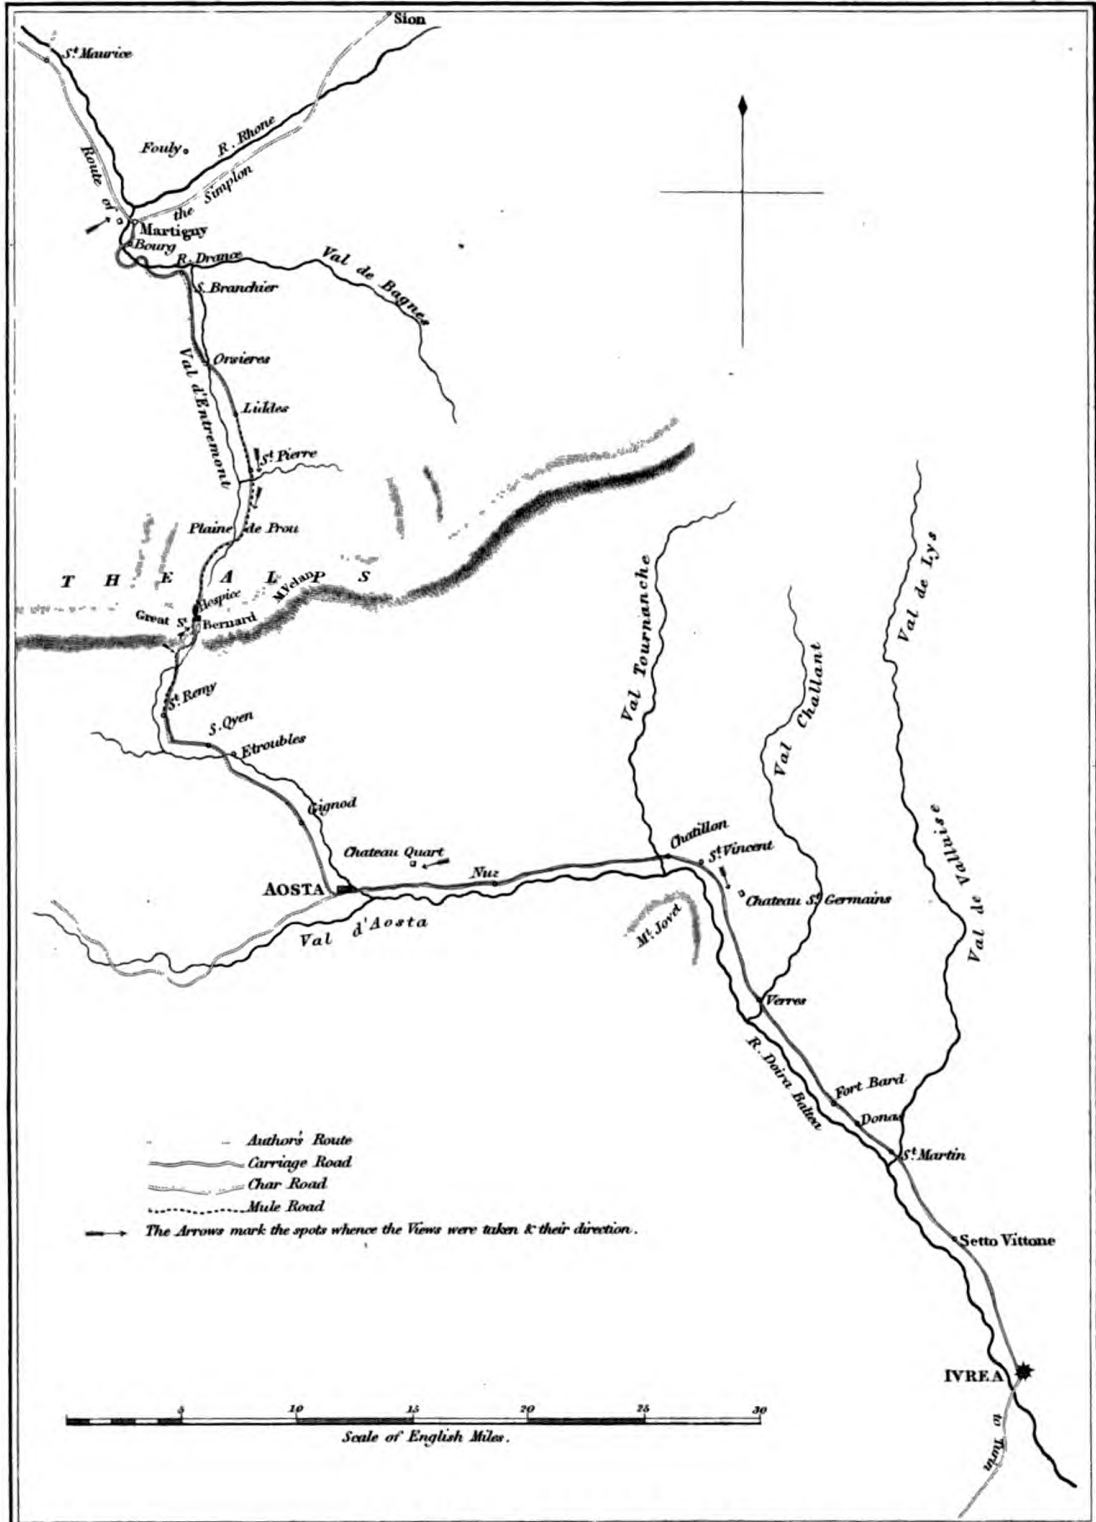 Sion
St. Maurice
Fouly
R. Rhone
Route of
the Simplon
Martigny
Bourg
R. Drance
Val de Bagnes
S. Branchier
Orsieres
Val d'Entremont
Liddes
St. Pierre
Plaine de Prou
THE ALPS
M. Velan
Hospice
Great St. Bernard
St. Remy
S. Oyen
Etroubles
Gignod
Chateau Quart
AOSTA
Nuz
Val d'Aosta
Val Tournanche
Val Challant
Val de Lys
Val de Vallaise
Chatillon
St. Vincent
Chateau St. Germains
Mt. Jovet
Verres
R. Doira Baltea
Fort Bard
Donas
St. Martin
Setto Vittone
IVREA
to Turin
Author's Route
Carriage Road
Char Road
Mule Road
The Arrows mark the spots whence the Views were taken & their direction.
5 10 15 20 25 30
Scale of English Miles.